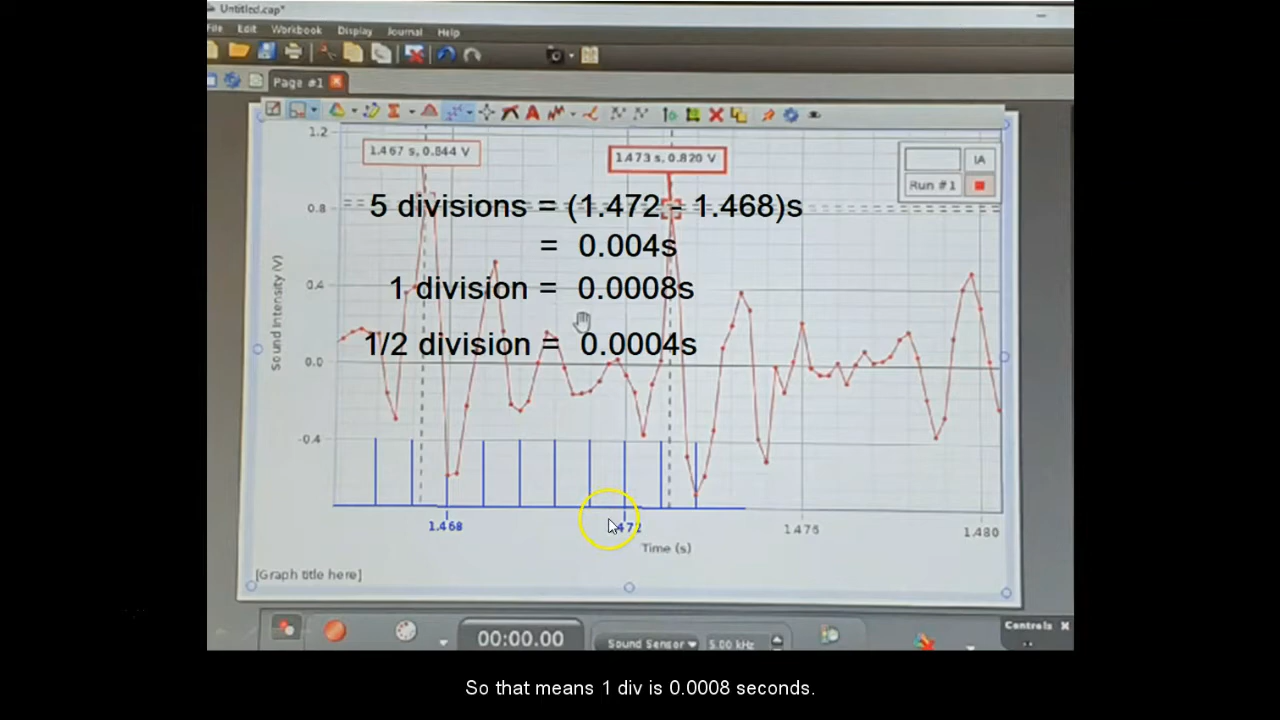 Untitled.cap*
File Edit Workbook Display Journal Help
Page #1
1.2
1.467 s, 0.844 V
1.473 s, 0.820 V
IA
Run #1
0.8
5 divisions = (1.472 - 1.468)s
= 0.004s
0.4
1 division = 0.0008s
1/2 division = 0.0004s
0.0
-0.4
Sound Intensity (V)
1.468
1.472
1.476
1.480
Time (s)
[Graph title here]
Controls
00:00.00
Sound Sensor
5.00 kHz
So that means 1 div is 0.0008 seconds.